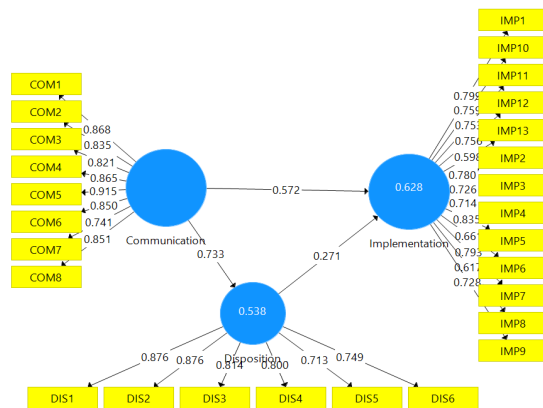 IMP1
IMP10
IMP11
IMP12
IMP13
IMP2
IMP3
IMP4
IMP5
IMP6
IMP7
IMP8
IMP9
COM1
COM2
COM3
COM4
COM5
COM6
COM7
COM8
0.868
0.835
0.821
0.865
0.915
0.850
0.741
0.851
Communication
0.572
0.628
Implementation
0.598
0.780
0.726
0.714
0.835
0.793
0.728
0.733
0.271
0.538
Disposition
0.876
0.876
0.814
0.800
0.713
0.749
DIS1
DIS2
DIS3
DIS4
DIS5
DIS6